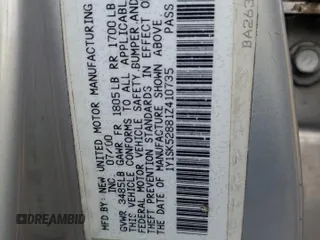 MFD BY: NEW UNITED MOTOR MANUFACTURING
INC 07/00
GVWR 3485LB GAWR FR 1805LB RR 1700LB
THIS VEHICLE CONFORMS TO ALL APPLICABLE
FEDERAL MOTOR VEHICLE SAFETY, BUMPER, AND
THEFT PREVENTION STANDARDS IN EFFECT ON
THE DATE OF MANUFACTURE SHOWN ABOVE.
1Y1SK52881Z410735 PASS
BA263
© DREAMBID